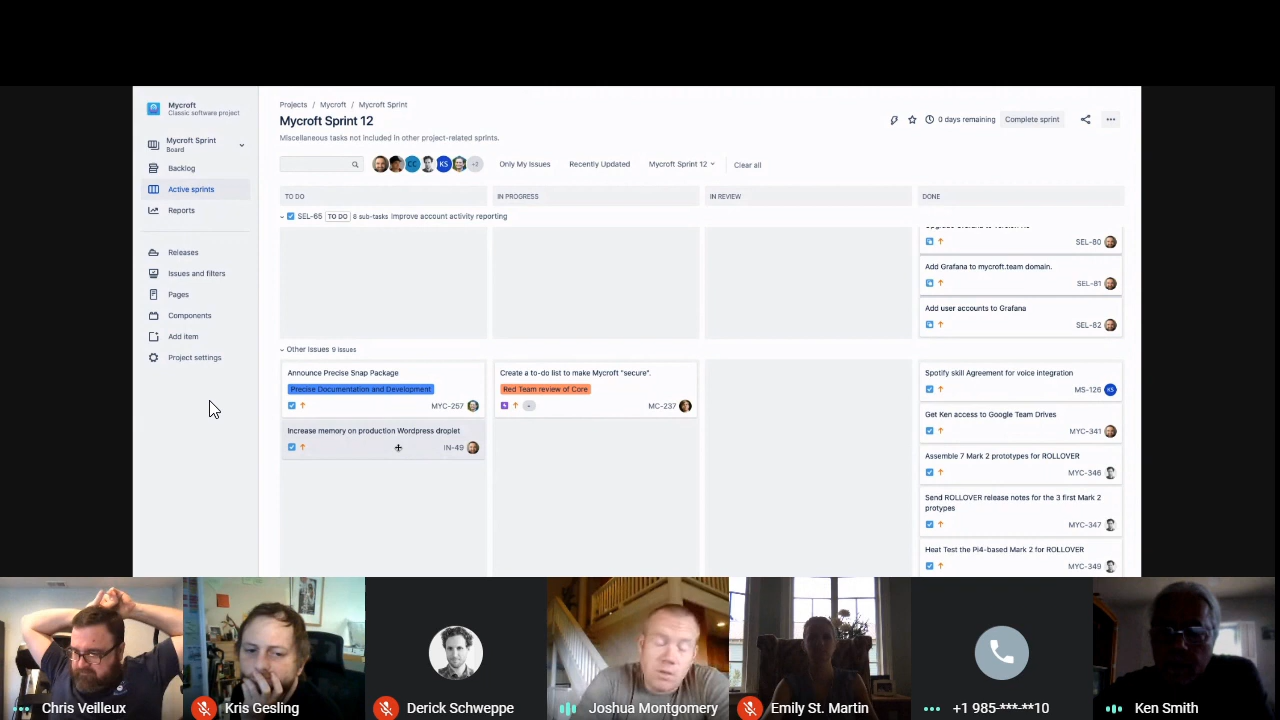 Mycroft
Classic software project
Mycroft Sprint
Board
Backlog
Active sprints
Reports
Releases
Issues and filters
Pages
Components
Add item
Project settings
Projects / Mycroft / Mycroft Sprint
Mycroft Sprint 12
0 days remaining Complete sprint
Miscellaneous tasks not included in other project-related sprints.
CC KS +2 Only My Issues Recently Updated Mycroft Sprint 12 Clear all
TO DO IN PROGRESS IN REVIEW DONE
SEL-65 TO DO 8 sub-tasks Improve account activity reporting
SEL-80
Add Grafana to mycroft.team domain.
SEL-81
Add user accounts to Grafana
SEL-82
Other Issues 9 issues
Announce Precise Snap Package
Precise Documentation and Development
MYC-257
Increase memory on production Wordpress droplet
IN-49
Create a to-do list to make Mycroft "secure".
Red Team review of Core
- MC-237
Spotify skill Agreement for voice integration
MS-126 KS
Get Ken access to Google Team Drives
MYC-341
Assemble 7 Mark 2 prototypes for ROLLOVER
MYC-346
Send ROLLOVER release notes for the 3 first Mark 2
protypes
MYC-347
Heat Test the Pi4-based Mark 2 for ROLLOVER
MYC-349
Chris Veilleux
Kris Gesling
Derick Schweppe
Joshua Montgomery
Emily St. Martin
+1 985-***-**10
Ken Smith